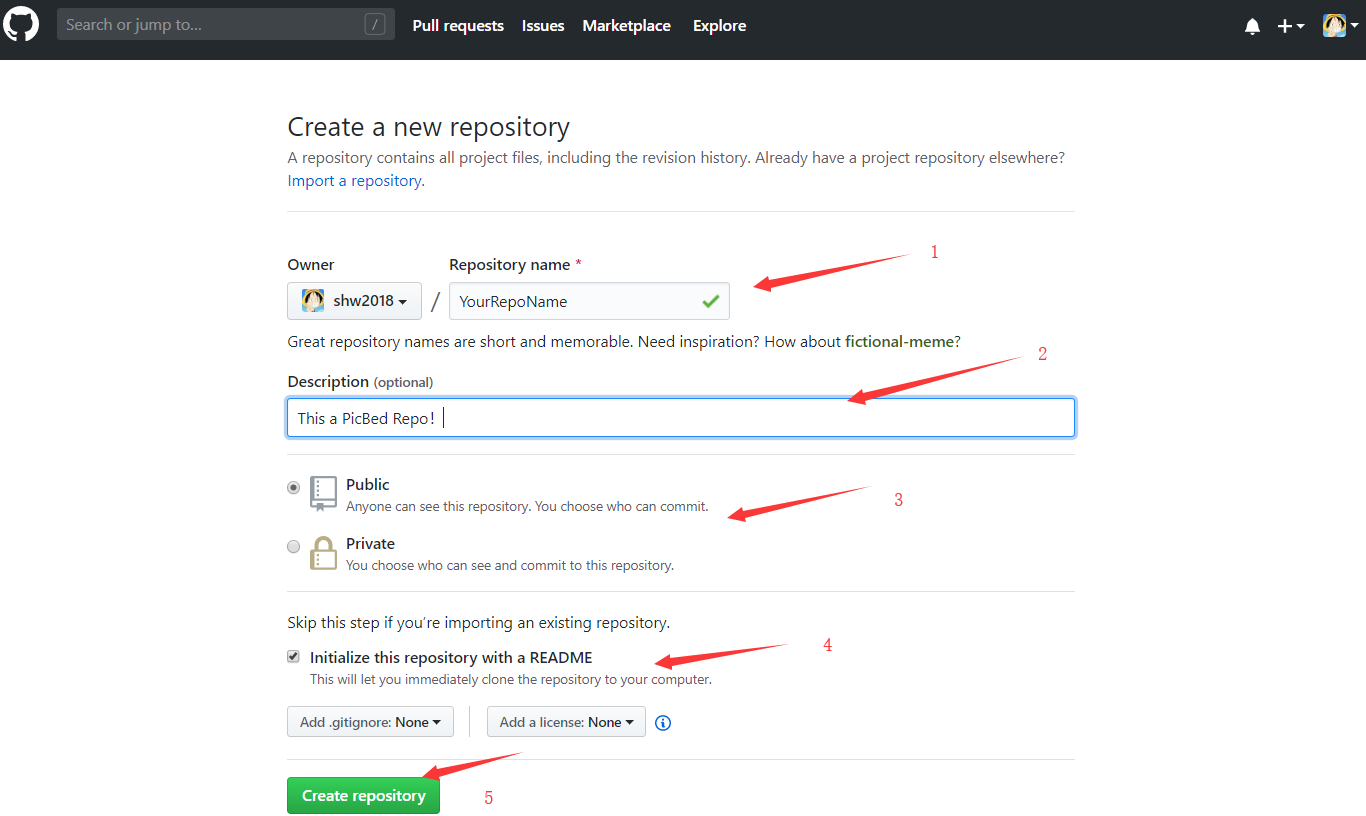 Search or jump to... / Pull requests Issues Marketplace Explore
Create a new repository
A repository contains all project files, including the revision history. Already have a project repository elsewhere?
Import a repository.
1
Owner Repository name *
shw2018 / YourRepoName
Great repository names are short and memorable. Need inspiration? How about fictional-meme?
2
Description (optional)
This a PicBed Repo!
Public
Anyone can see this repository. You choose who can commit.
3
Private
You choose who can see and commit to this repository.
Skip this step if you’re importing an existing repository.
4
Initialize this repository with a README
This will let you immediately clone the repository to your computer.
Add .gitignore: None Add a license: None
Create repository
5